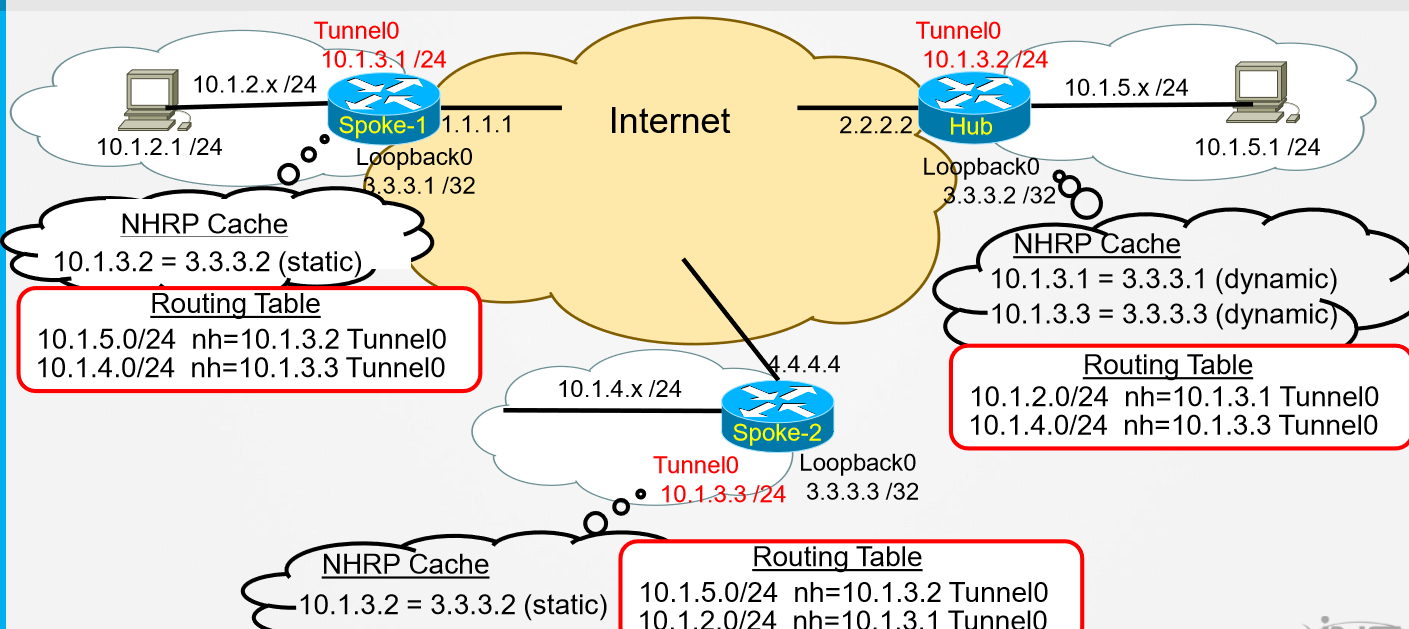 Tunnel0
10.1.3.1 /24
10.1.2.x /24
Spoke-1
1.1.1.1
10.1.2.1 /24
Loopback0
3.3.3.1 /32
NHRP Cache
10.1.3.2 = 3.3.3.2 (static)
Routing Table
10.1.5.0/24 nh=10.1.3.2 Tunnel0
10.1.4.0/24 nh=10.1.3.3 Tunnel0
Internet
Tunnel0
10.1.3.2 /24
10.1.5.x /24
2.2.2.2
Hub
10.1.5.1 /24
Loopback0
3.3.3.2 /32
NHRP Cache
10.1.3.1 = 3.3.3.1 (dynamic)
10.1.3.3 = 3.3.3.3 (dynamic)
Routing Table
10.1.2.0/24 nh=10.1.3.1 Tunnel0
10.1.4.0/24 nh=10.1.3.3 Tunnel0
4.4.4.4
10.1.4.x /24
Spoke-2
Tunnel0
10.1.3.3 /24
Loopback0
3.3.3.3 /32
NHRP Cache
10.1.3.2 = 3.3.3.2 (static)
Routing Table
10.1.5.0/24 nh=10.1.3.2 Tunnel0
10.1.2.0/24 nh=10.1.3.1 Tunnel0